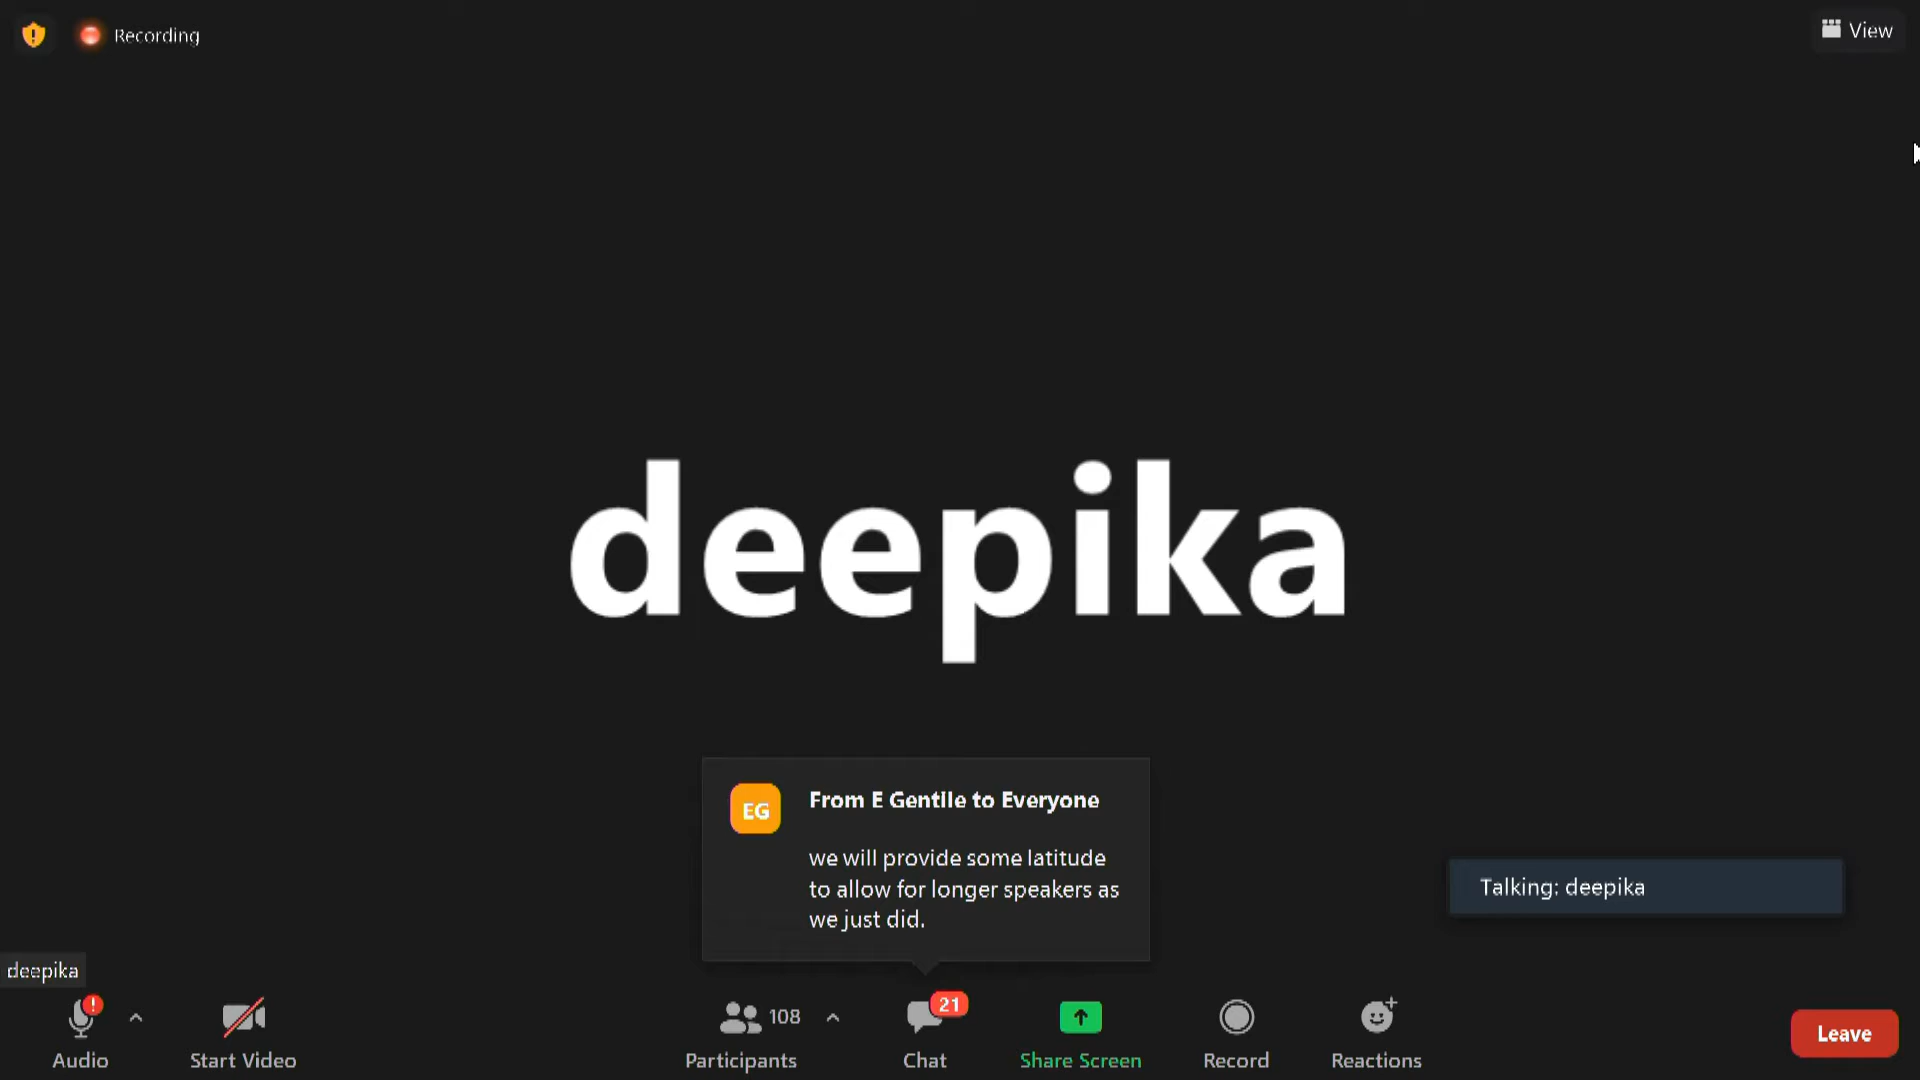 Recording
View
deepika
EG
From E Gentile to Everyone
we will provide some latitude
to allow for longer speakers as
we just did.
Talking: deepika
deepika
108
21
Audio
Start Video
Participants
Chat
Share Screen
Record
Reactions
Leave